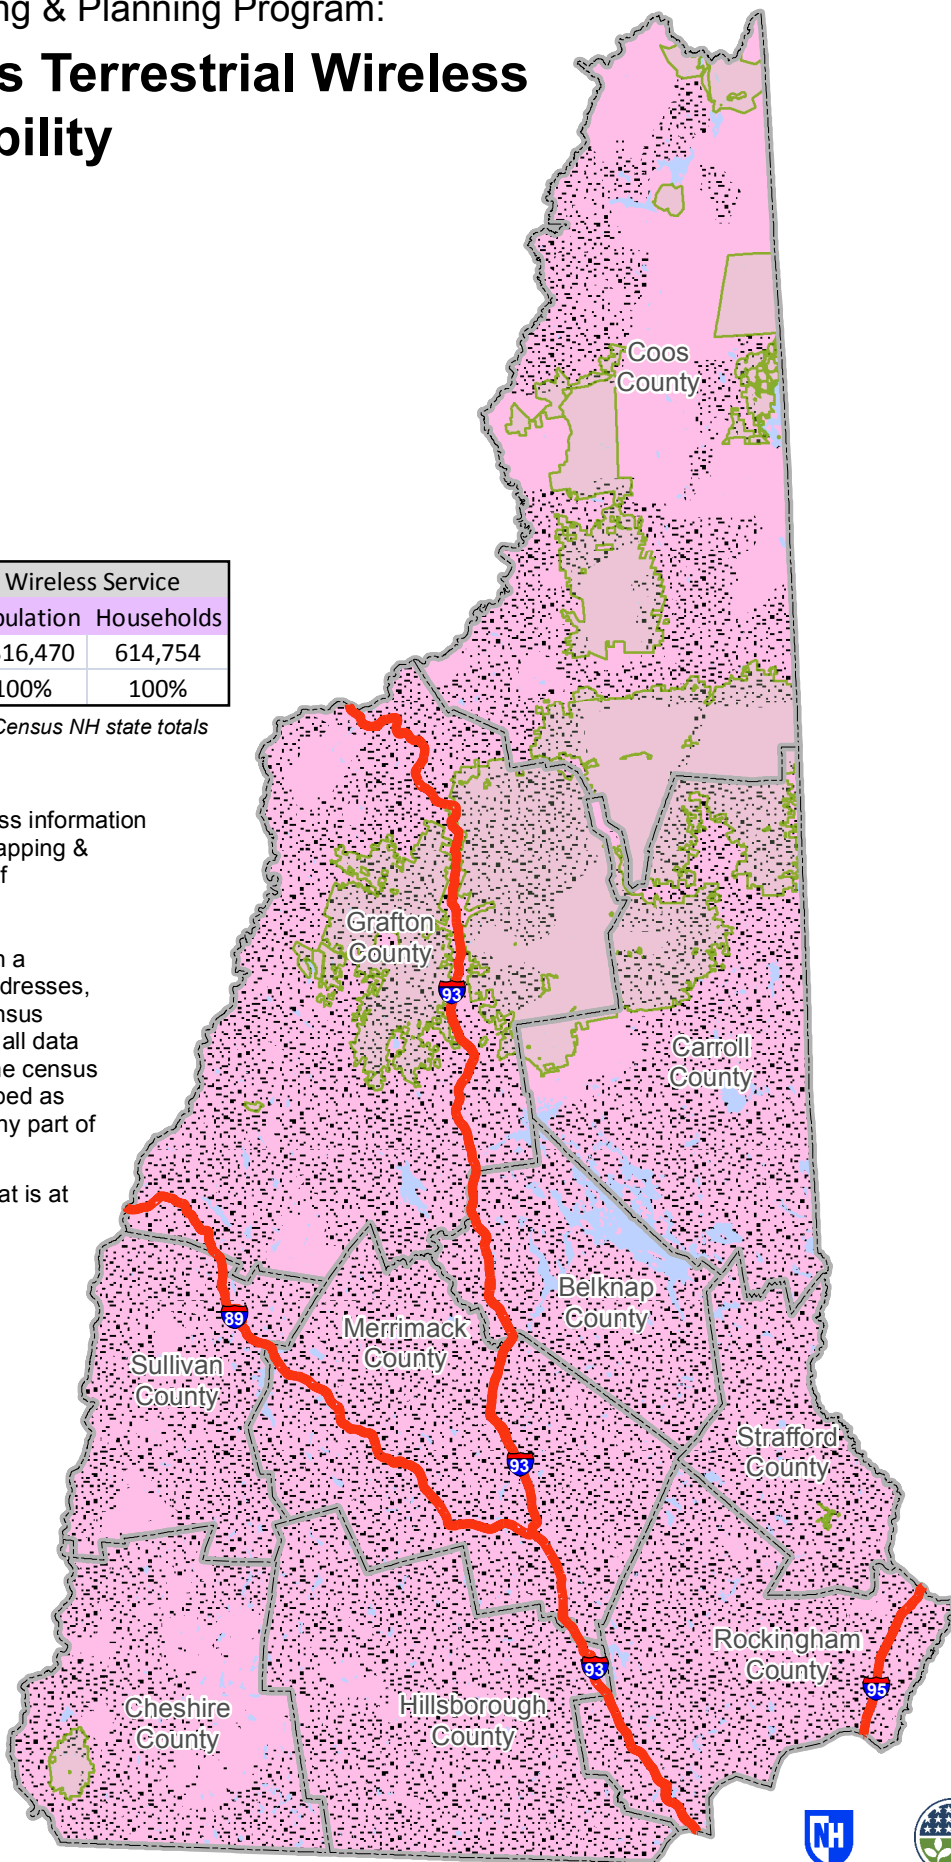 ng & Planning Program:
s Terrestrial Wireless
bility
Wireless Service
pulation Households
16,470 614,754
100% 100%
Census NH state totals
ss information
apping &
f
n a
ddresses,
nsus
all data
ne census
bed as
ny part of
at is at
Coos
County
Grafton
County
93
Carroll
County
Belknap
County
89
Merrimack
County
Sullivan
County
Strafford
County
93
Rockingham
County
93
95
Cheshire
County
Hillsborough
County
NH